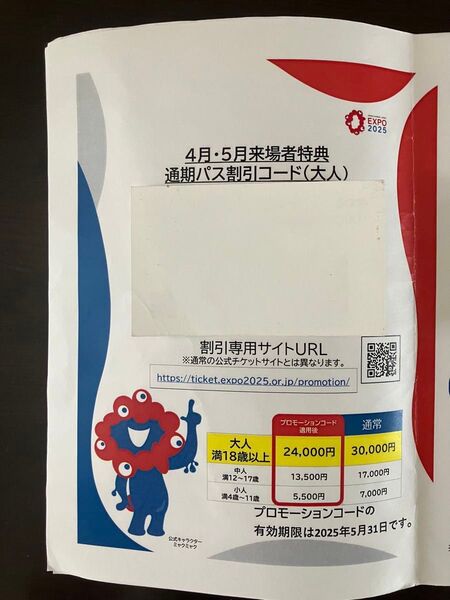 EXPO
2025
4月・5月来場者特典
通期パス割引コード(大人)
割引専用サイトURL
※通常の公式チケットサイトとは異なります。
https://ticket.expo2025.or.jp/promotion/
プロモーションコード
適用後
通常
大人
満18歳以上
24,000円
30,000円
中人
満12～17歳
13,500円
17,000円
小人
満4歳～11歳
5,500円
7,000円
プロモーションコードの
有効期限は2025年5月31日です。
公式キャラクター
ミャクミャク